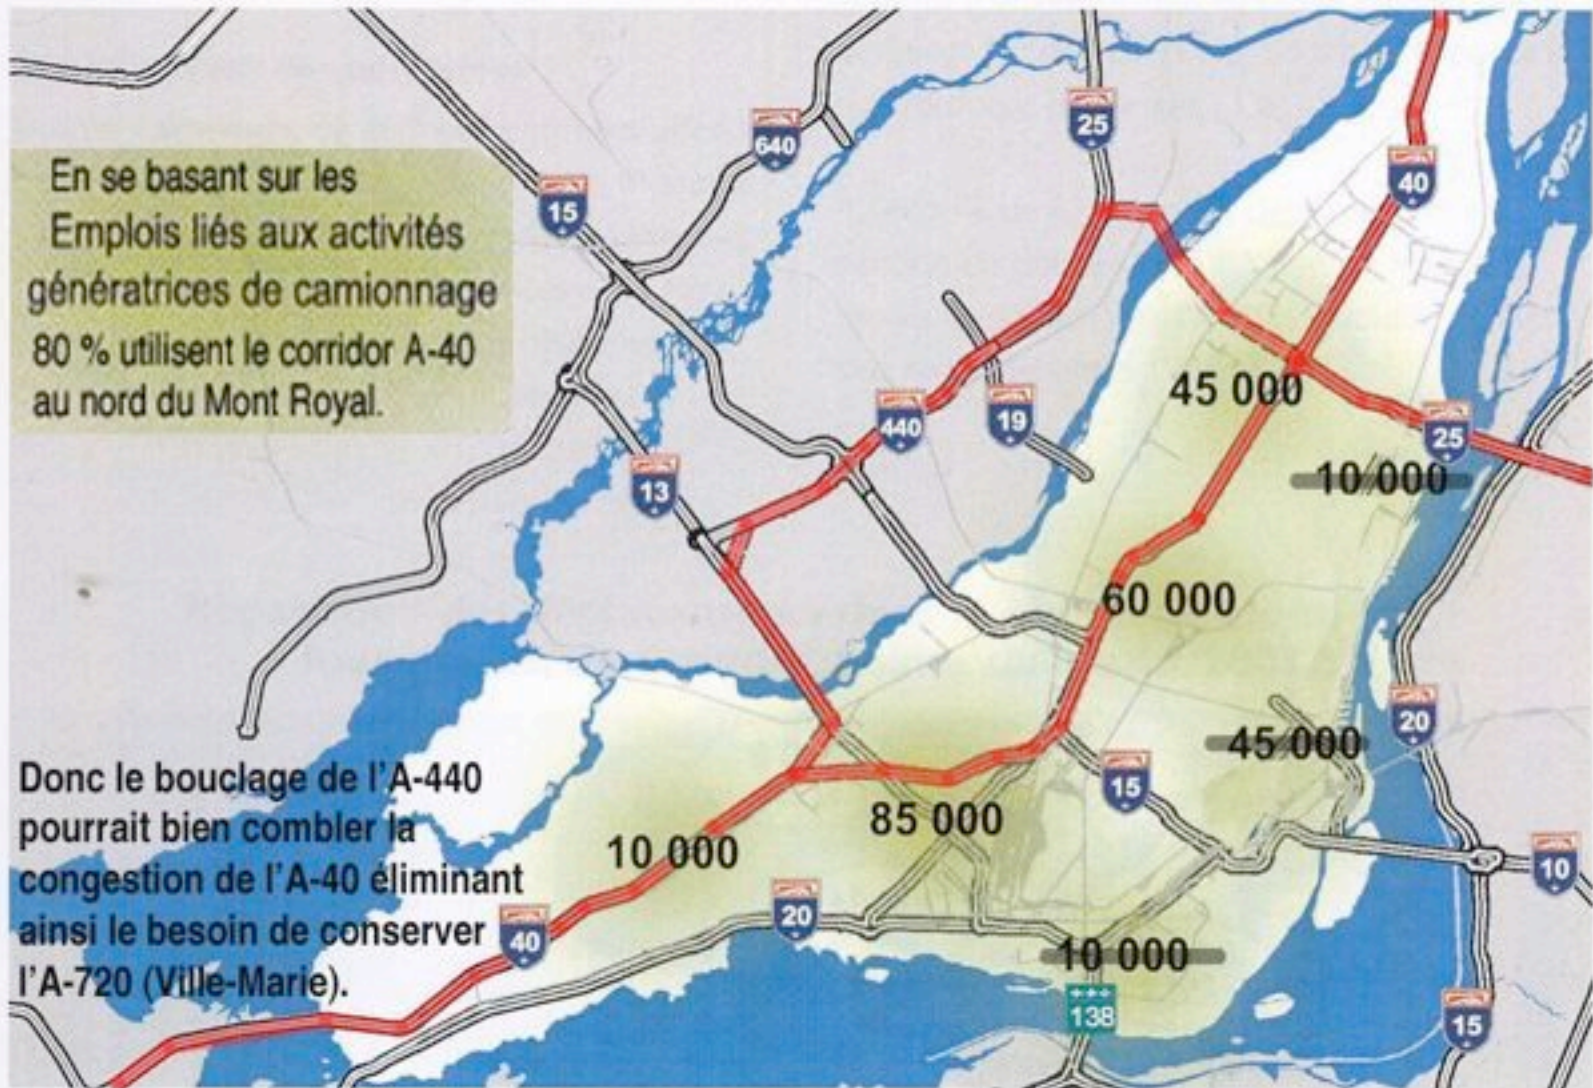 En se basant sur les
Emplois liés aux activités
génératrices de camionnage
80 % utilisent le corridor A-40
au nord du Mont Royal.
640
25
15
40
440
19
45 000
25
13
10 000
60 000
20
45 000
15
85 000
10 000
10
20
40
10 000
138
15
Donc le bouclage de l'A-440
pourrait bien combler la
congestion de l'A-40 éliminant
ainsi le besoin de conserver
l'A-720 (Ville-Marie).